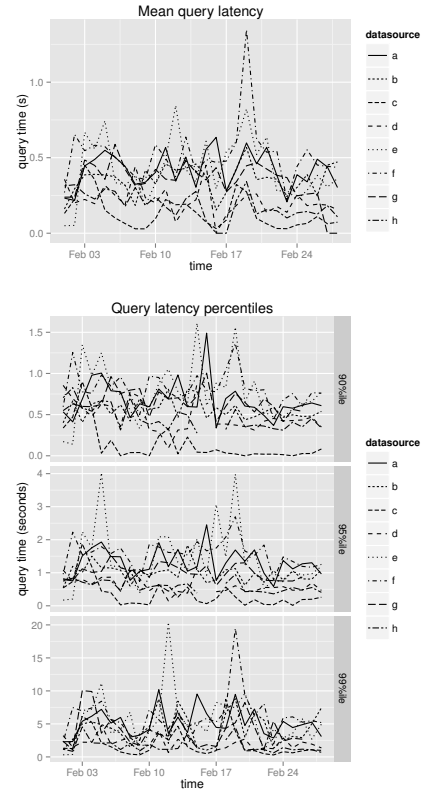 Mean query latency
query time (s)
1.0
0.5
0.0
Feb 03 Feb 10 Feb 17 Feb 24
time
datasource
a
b
c
d
e
f
g
h
Query latency percentiles
query time (seconds)
1.5
1.0
0.5
0.0
90%ile
4
3
2
1
0
95%ile
20
15
10
5
0
99%ile
Feb 03 Feb 10 Feb 17 Feb 24
time
datasource
a
b
c
d
e
f
g
h